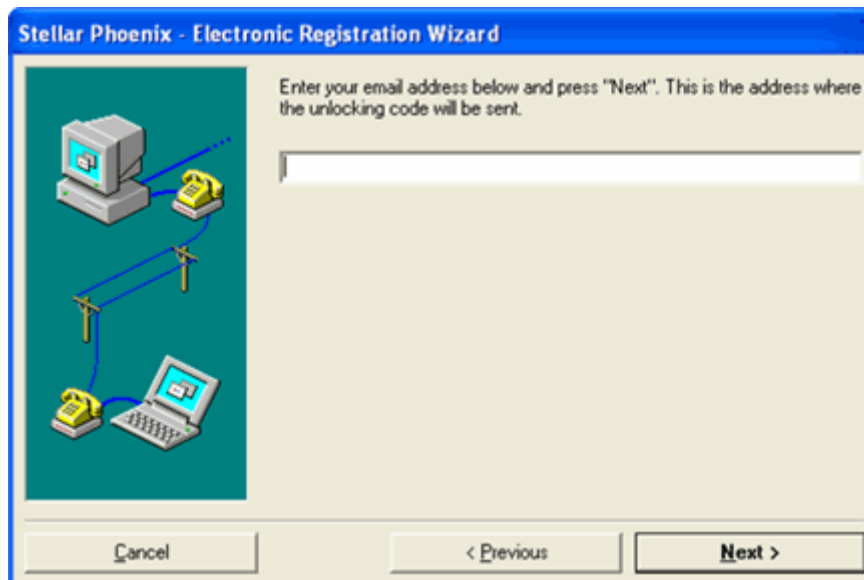 Stellar Phoenix - Electronic Registration Wizard
Enter your email address below and press "Next". This is the address where
the unlocking code will be sent.
Cancel
< Previous
Next >